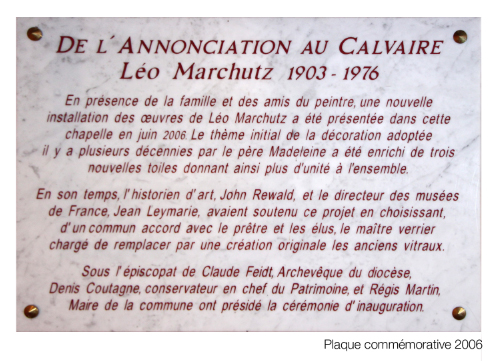 DE L'ANNONCIATION AU CALVAIRE
Léo Marchutz 1903 - 1976
En présence de la famille et des amis du peintre, une nouvelle
installation des œuvres de Léo Marchutz a été présentée dans cette
chapelle en juin 2006. Le thème initial de la décoration adoptée
il y a plusieurs décennies par le père Madeleine a été enrichi de trois
nouvelles toiles donnant ainsi plus d'unité à l'ensemble.
En son temps, l'historien d'art, John Rewald, et le directeur des musées
de France, Jean Leymarie, avaient soutenu ce projet en choisissant,
d'un commun accord avec le prêtre et les élus, le maître verrier
chargé de remplacer par une création originale les anciens vitraux.
Sous l'épiscopat de Claude Feidt, Archevêque du diocèse,
Denis Coutagne, conservateur en chef du Patrimoine, et Régis Martin,
Maire de la commune ont présidé la cérémonie d'inauguration.
Plaque commémorative 2006